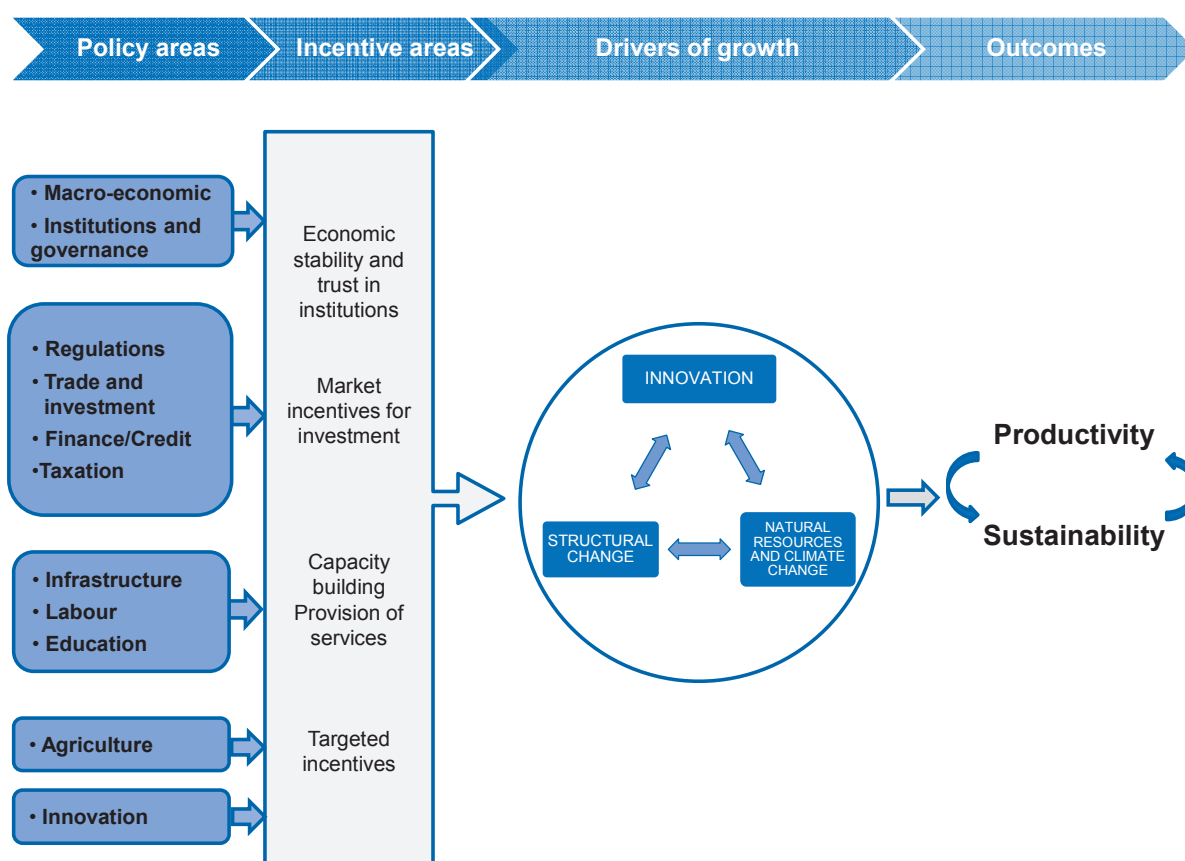 Policy areas
Incentive areas
Drivers of growth
Outcomes
• Macro-economic
• Institutions and
governance
• Regulations
• Trade and
investment
• Finance/Credit
•Taxation
• Infrastructure
• Labour
• Education
• Agriculture
• Innovation
Economic
stability and
trust in
institutions
Market
incentives for
investment
Capacity
building
Provision of
services
Targeted
incentives
INNOVATION
STRUCTURAL
CHANGE
NATURAL
RESOURCES
AND CLIMATE
CHANGE
Productivity
Sustainability